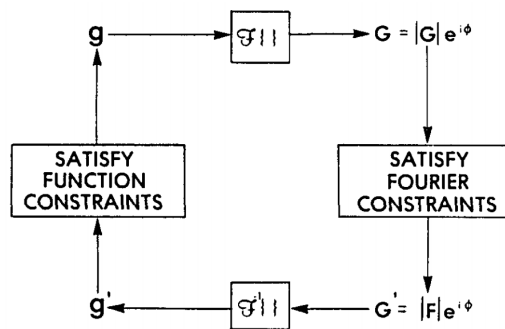 g
ℱ{ }
G = |G| e^{iϕ}
SATISFY
FUNCTION
CONSTRAINTS
SATISFY
FOURIER
CONSTRAINTS
g'
ℱ⁻¹{ }
G' = |F| e^{iϕ}